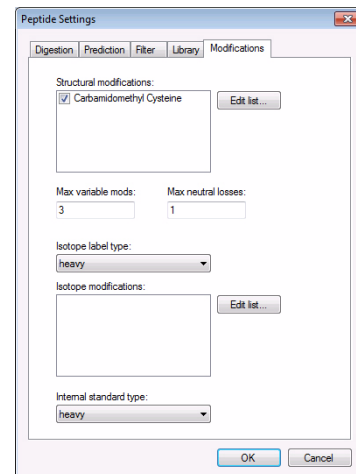 Peptide Settings
Digestion Prediction Filter Library Modifications
Structural modifications:
Carbamidomethyl Cysteine
Edit list...
Max variable mods: Max neutral losses:
3 1
Isotope label type:
heavy
Isotope modifications:
Edit list...
Internal standard type:
heavy
OK Cancel